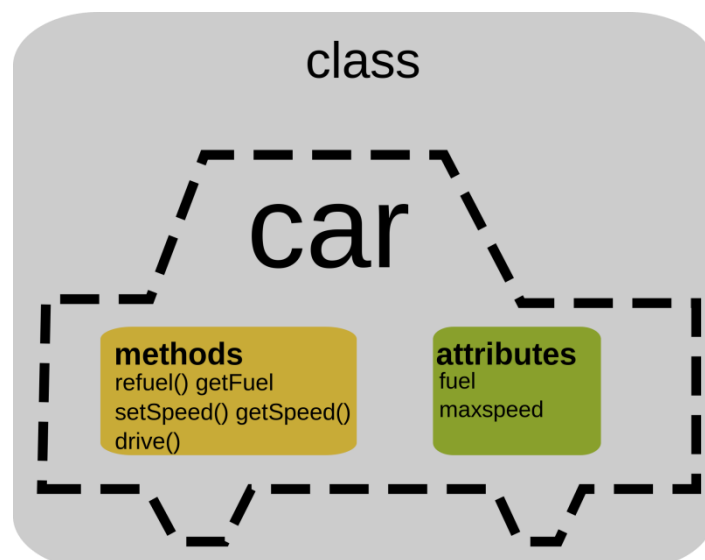 class
car
methods
refuel() getFuel
setSpeed() getSpeed()
drive()
attributes
fuel
maxspeed